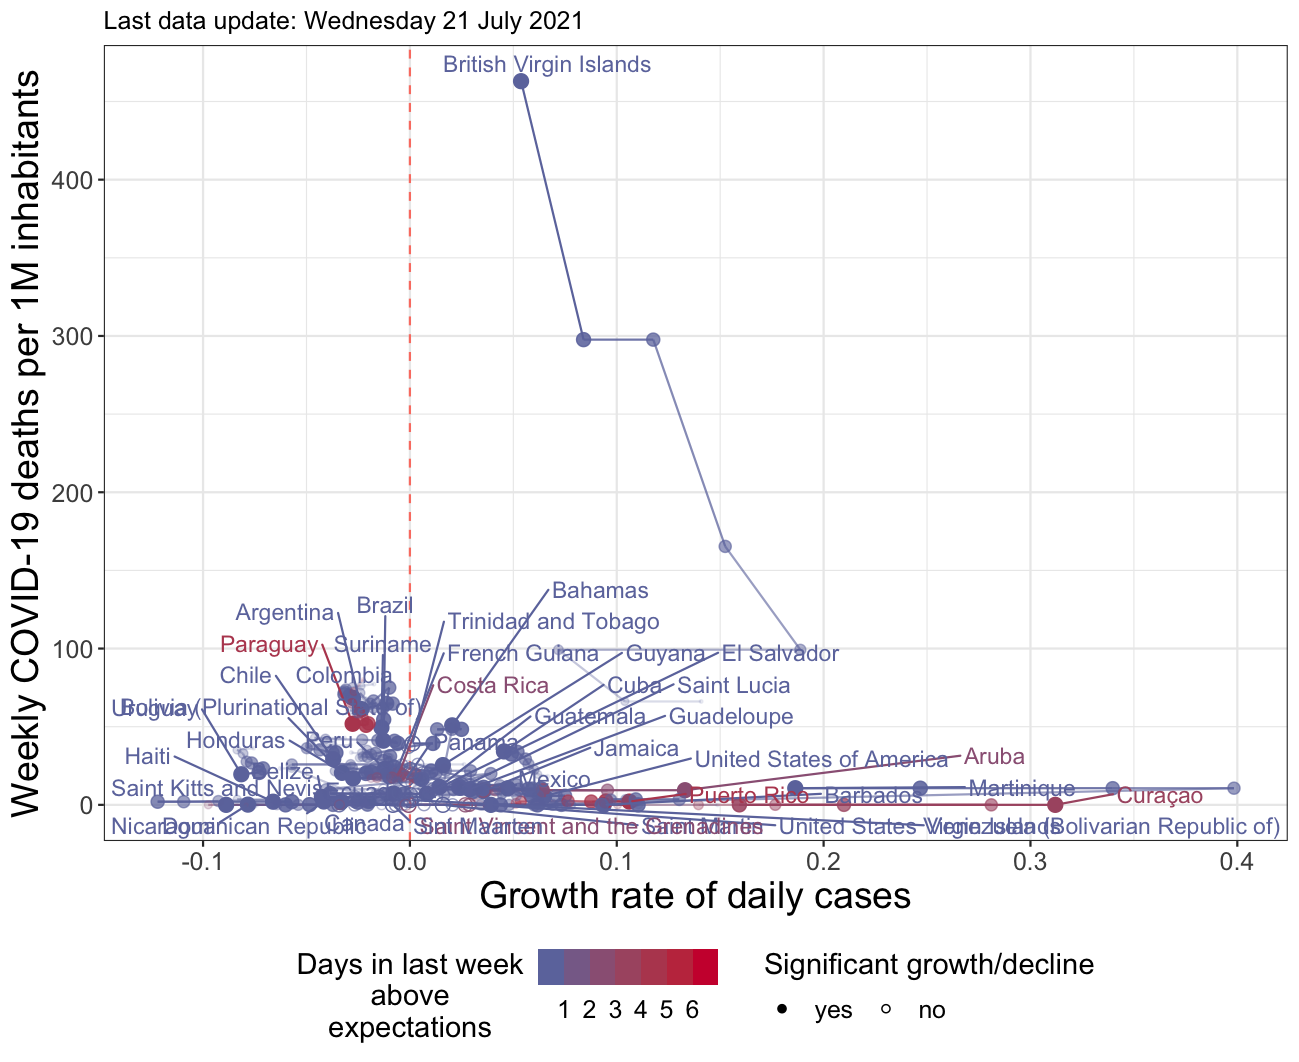 Last data update: Wednesday 21 July 2021
Weekly COVID-19 deaths per 1M inhabitants
British Virgin Islands
400
300
200
100
0
Bahamas
Argentina
Brazil
Trinidad and Tobago
Paraguay
Suriname
French Guiana
Guyana
El Salvador
Chile
Colombia
Costa Rica
Cuba
Saint Lucia
Uruguay
Bolivia (Plurinational State of)
Guatemala
Guadeloupe
Honduras
Peru
Panama
Jamaica
Haiti
Belize
Mexico
United States of America
Aruba
Saint Kitts and Nevis
Puerto Rico
Barbados
Martinique
Curaçao
Nicaragua
Dominican Republic
Canada
Sint Maarten
Saint Vincent and the Grenadines
Saint Martin
United States Virgin Islands
Venezuela (Bolivarian Republic of)
-0.1
0.0
0.1
0.2
0.3
0.4
Growth rate of daily cases
Days in last week
above
expectations
1 2 3 4 5 6
Significant growth/decline
yes
no